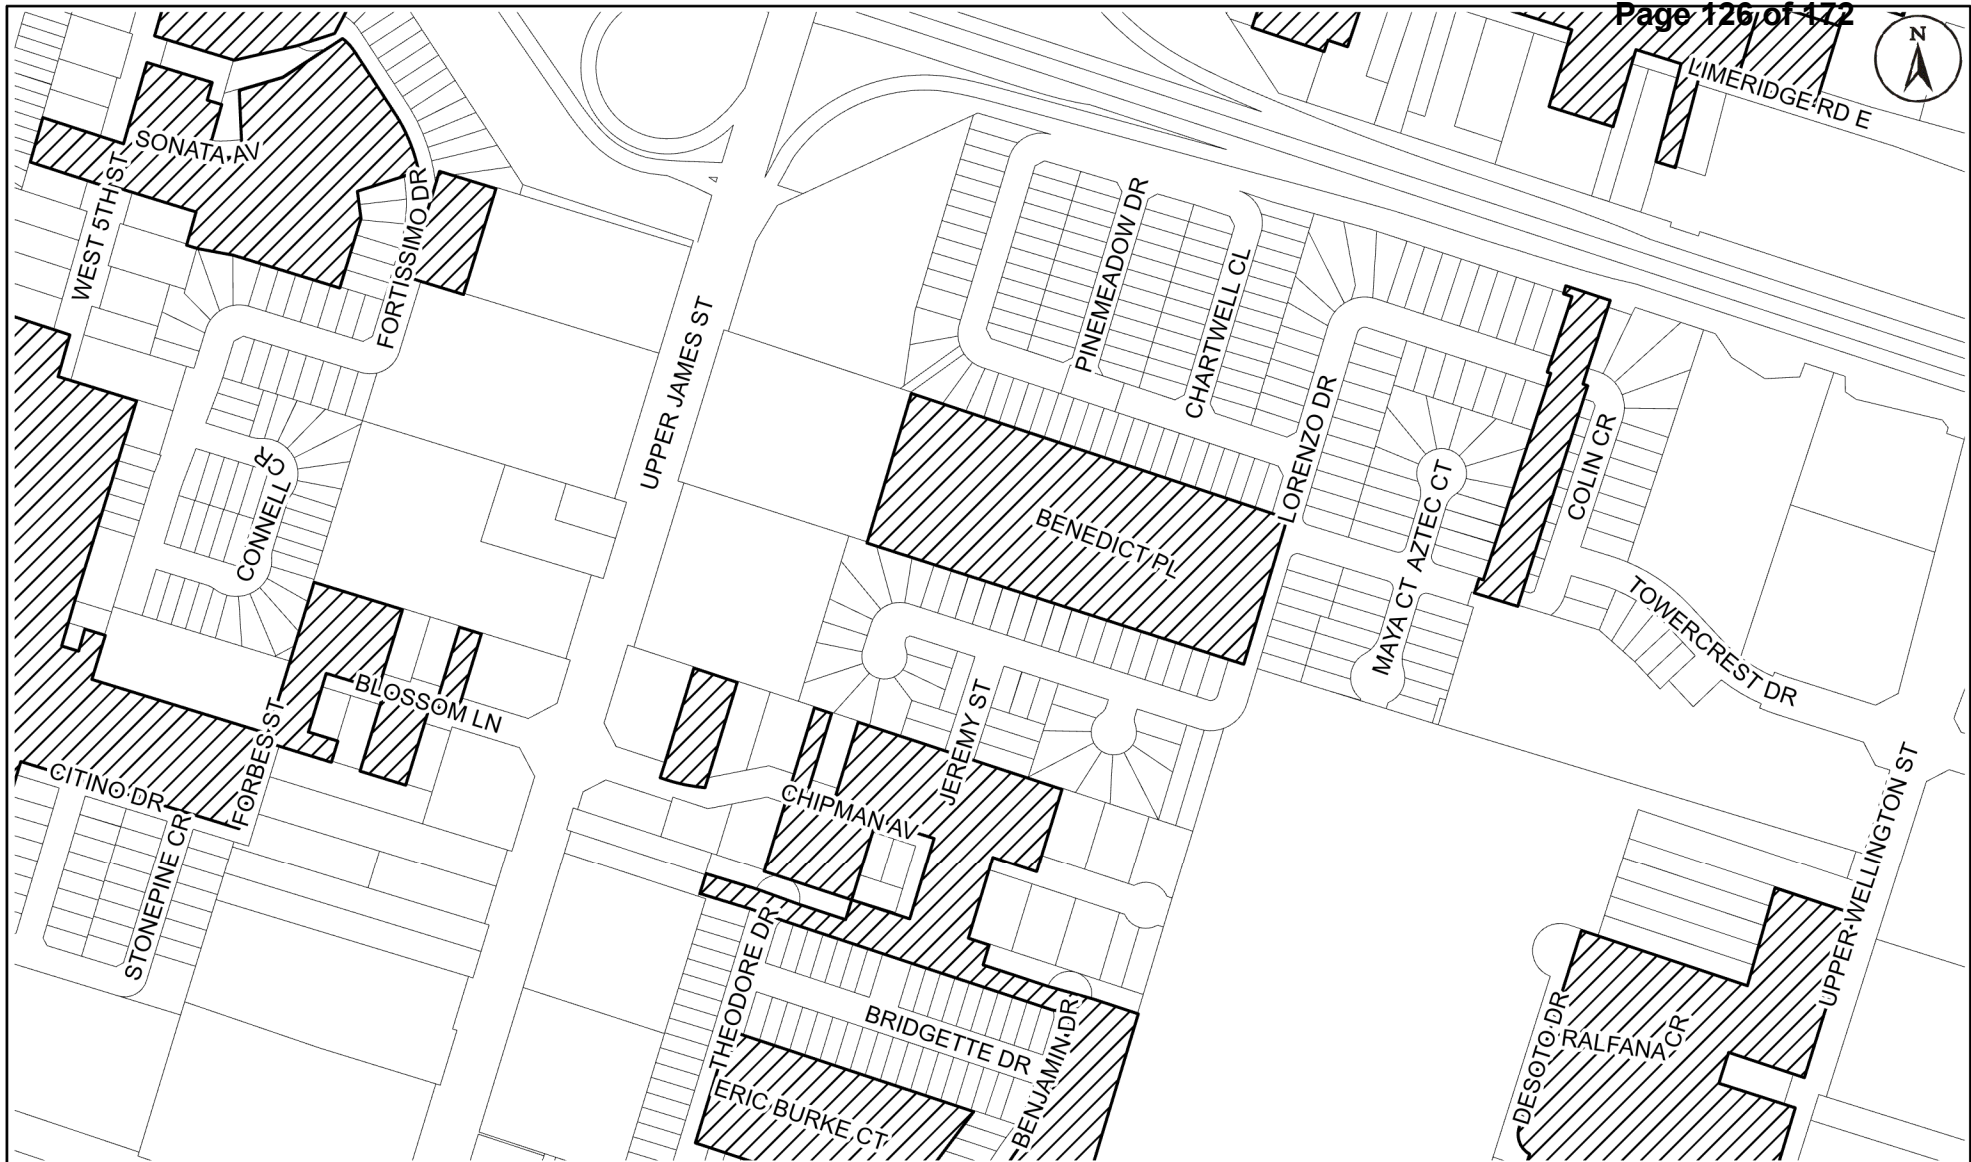 Page 126 of 172
N
LIMERIDGE RD E
SONATA AV
WEST 5TH ST
FORTISSIMO DR
PINEMEADOW DR
CHARTWELL CL
UPPER JAMES ST
LORENZO DR
COLIN CR
CONNELL CR
AZTEC CT
BENEDICT PL
MAYA CT
TOWERCREST DR
BLOSSOM LN
JEREMY ST
FORBES ST
CITINO DR
CHIPMAN AV
STONEPINE CR
UPPER WELLINGTON ST
THEODORE DR
BRIDGETTE DR
BENJAMIN DR
DESOTO DR
RALFANA CR
ERIC BURKE CT